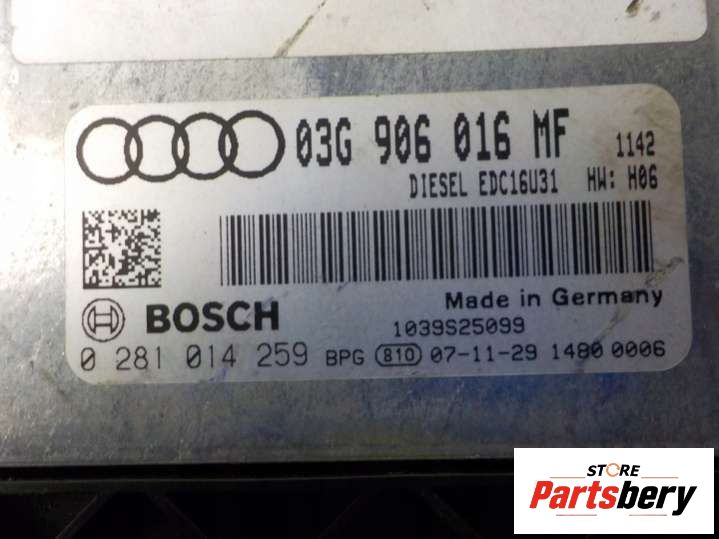 03G 906 016 MF 1142
DIESEL EDC16U31 HW: H06
Made in Germany
BOSCH 1039S25099
0 281 014 259 BPG 810 07-11-29 1480 0006
STORE
Partsbery